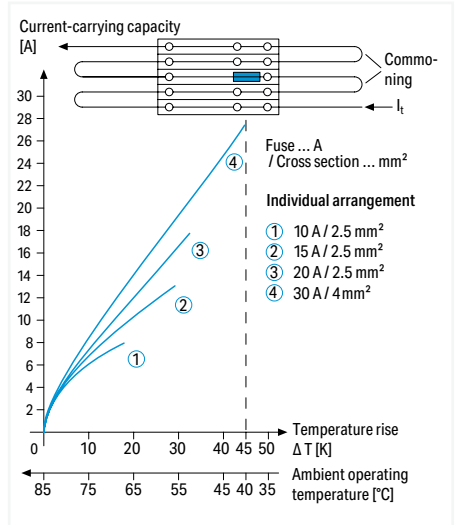 Current-carrying capacity
[A]
Commo-
ning
Iₜ
30
28
26
24
22
20
18
16
14
12
10
8
6
4
2
Fuse ... A
/ Cross section ... mm²
Individual arrangement
① 10 A / 2.5 mm²
② 15 A / 2.5 mm²
③ 20 A / 2.5 mm²
④ 30 A / 4 mm²
④
③
②
①
0 10 20 30 40 45 50
Temperature rise
Δ T [K]
85 75 65 55 45 40 35
Ambient operating
temperature [°C]